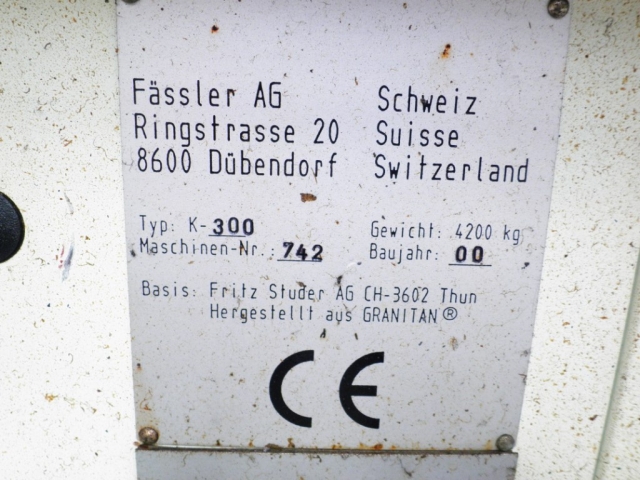 Fässler AG Schweiz
Ringstrasse 20 Suisse
8600 Dübendorf Switzerland
Typ: K-300 Gewicht: 4200 kg
Maschinen-Nr.: 742 Baujahr: 00
Basis: Fritz Studer AG CH-3602 Thun
Hergestellt aus GRANITAN®
CE